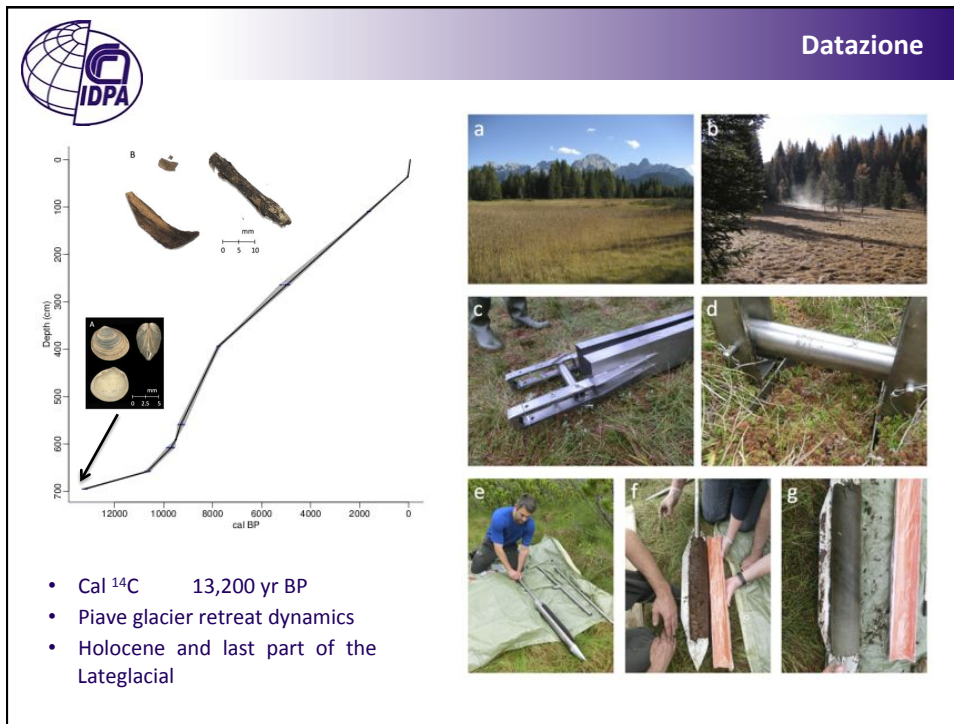 Datazione
CNR
IDPA
B
mm
0 5 10
A
mm
0 2.5 5
Depth (cm)
0
100
200
300
400
500
600
700
12000 10000 8000 6000 4000 2000 0
cal BP
a
b
c
d
e
f
g
• Cal ¹⁴C 13,200 yr BP
• Piave glacier retreat dynamics
• Holocene and last part of the
Lateglacial